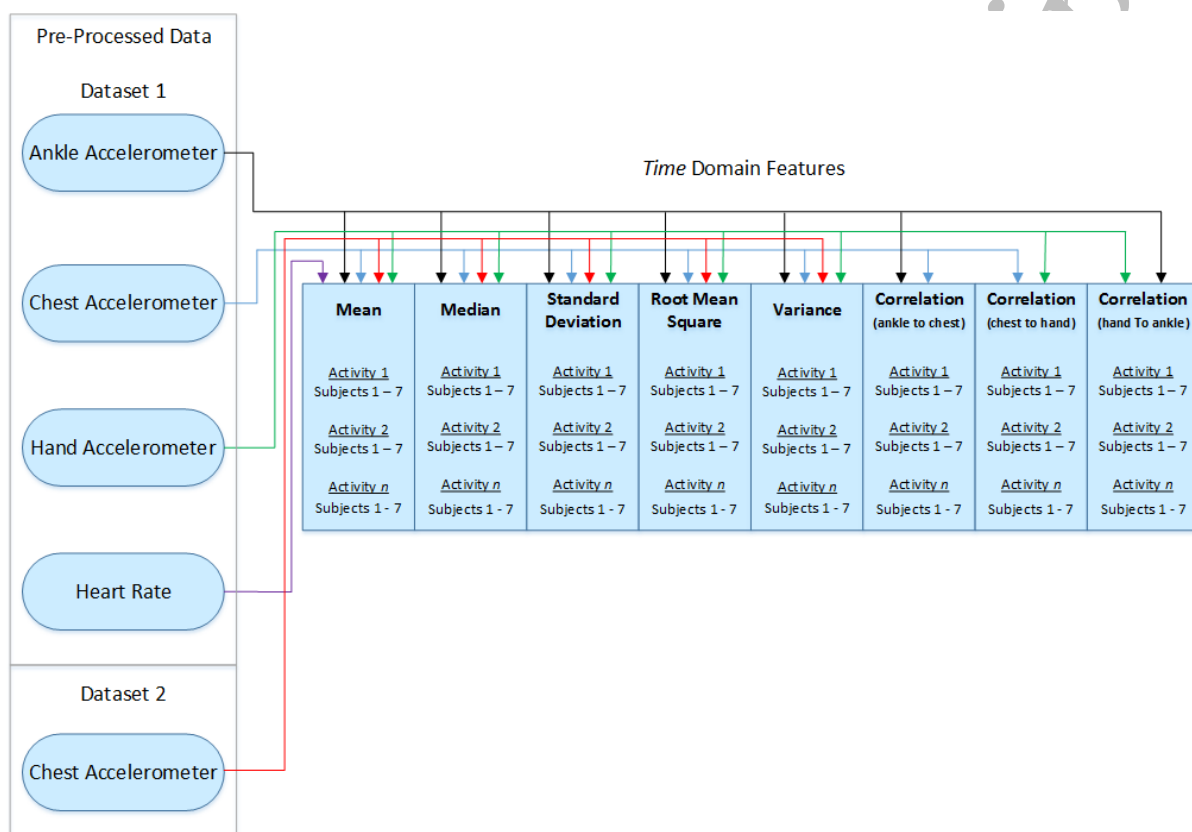 Pre-Processed Data
Dataset 1
Ankle Accelerometer
Chest Accelerometer
Hand Accelerometer
Heart Rate
Dataset 2
Chest Accelerometer
Time Domain Features
Mean
Activity 1
Subjects 1 – 7
Activity 2
Subjects 1 – 7
Activity n
Subjects 1 - 7
Median
Activity 1
Subjects 1 – 7
Activity 2
Subjects 1 – 7
Activity n
Subjects 1 - 7
Standard
Deviation
Activity 1
Subjects 1 – 7
Activity 2
Subjects 1 – 7
Activity n
Subjects 1 - 7
Root Mean
Square
Activity 1
Subjects 1 – 7
Activity 2
Subjects 1 – 7
Activity n
Subjects 1 - 7
Variance
Activity 1
Subjects 1 – 7
Activity 2
Subjects 1 – 7
Activity n
Subjects 1 - 7
Correlation
(ankle to chest)
Activity 1
Subjects 1 – 7
Activity 2
Subjects 1 – 7
Activity n
Subjects 1 - 7
Correlation
(chest to hand)
Activity 1
Subjects 1 – 7
Activity 2
Subjects 1 – 7
Activity n
Subjects 1 - 7
Correlation
(hand To ankle)
Activity 1
Subjects 1 – 7
Activity 2
Subjects 1 – 7
Activity n
Subjects 1 - 7